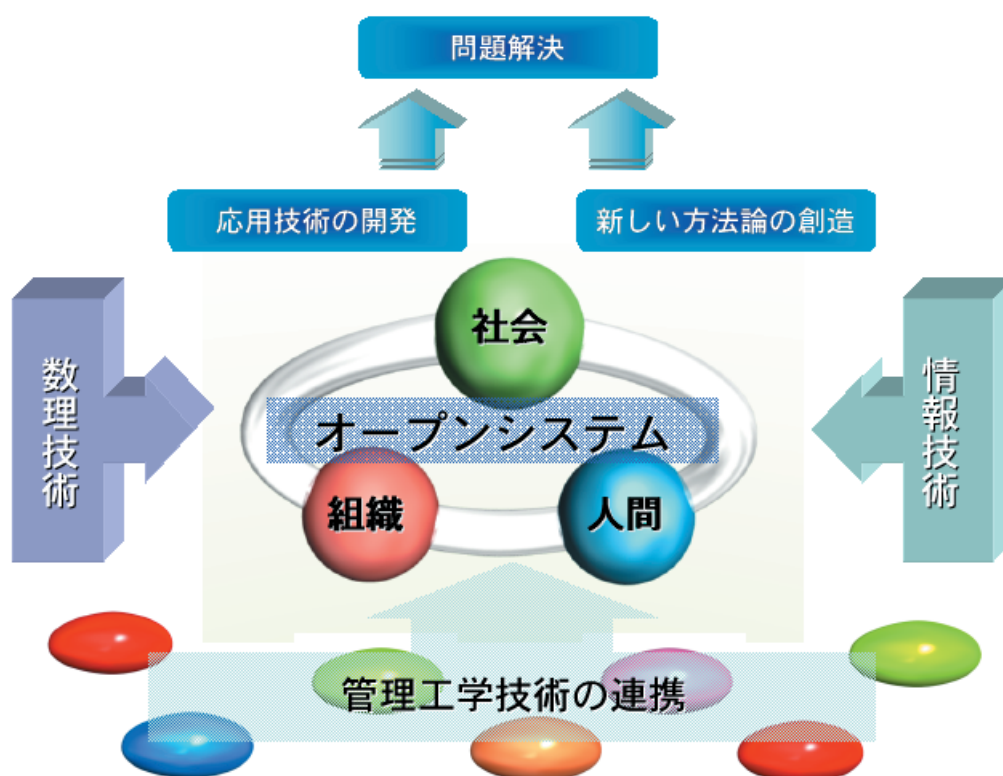 問題解決
応用技術の開発
新しい方法論の創造
社会
数理技術
情報技術
オープンシステム
組織
人間
管理工学技術の連携